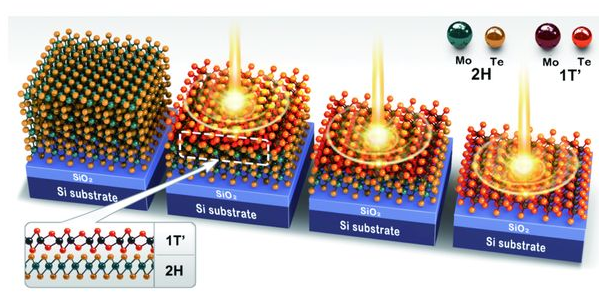 Mo Te
2H
Mo Te
1T'
SiO₂
Si substrate
SiO₂
Si substrate
SiO₂
Si substrate
SiO₂
Si substrate
1T'
2H